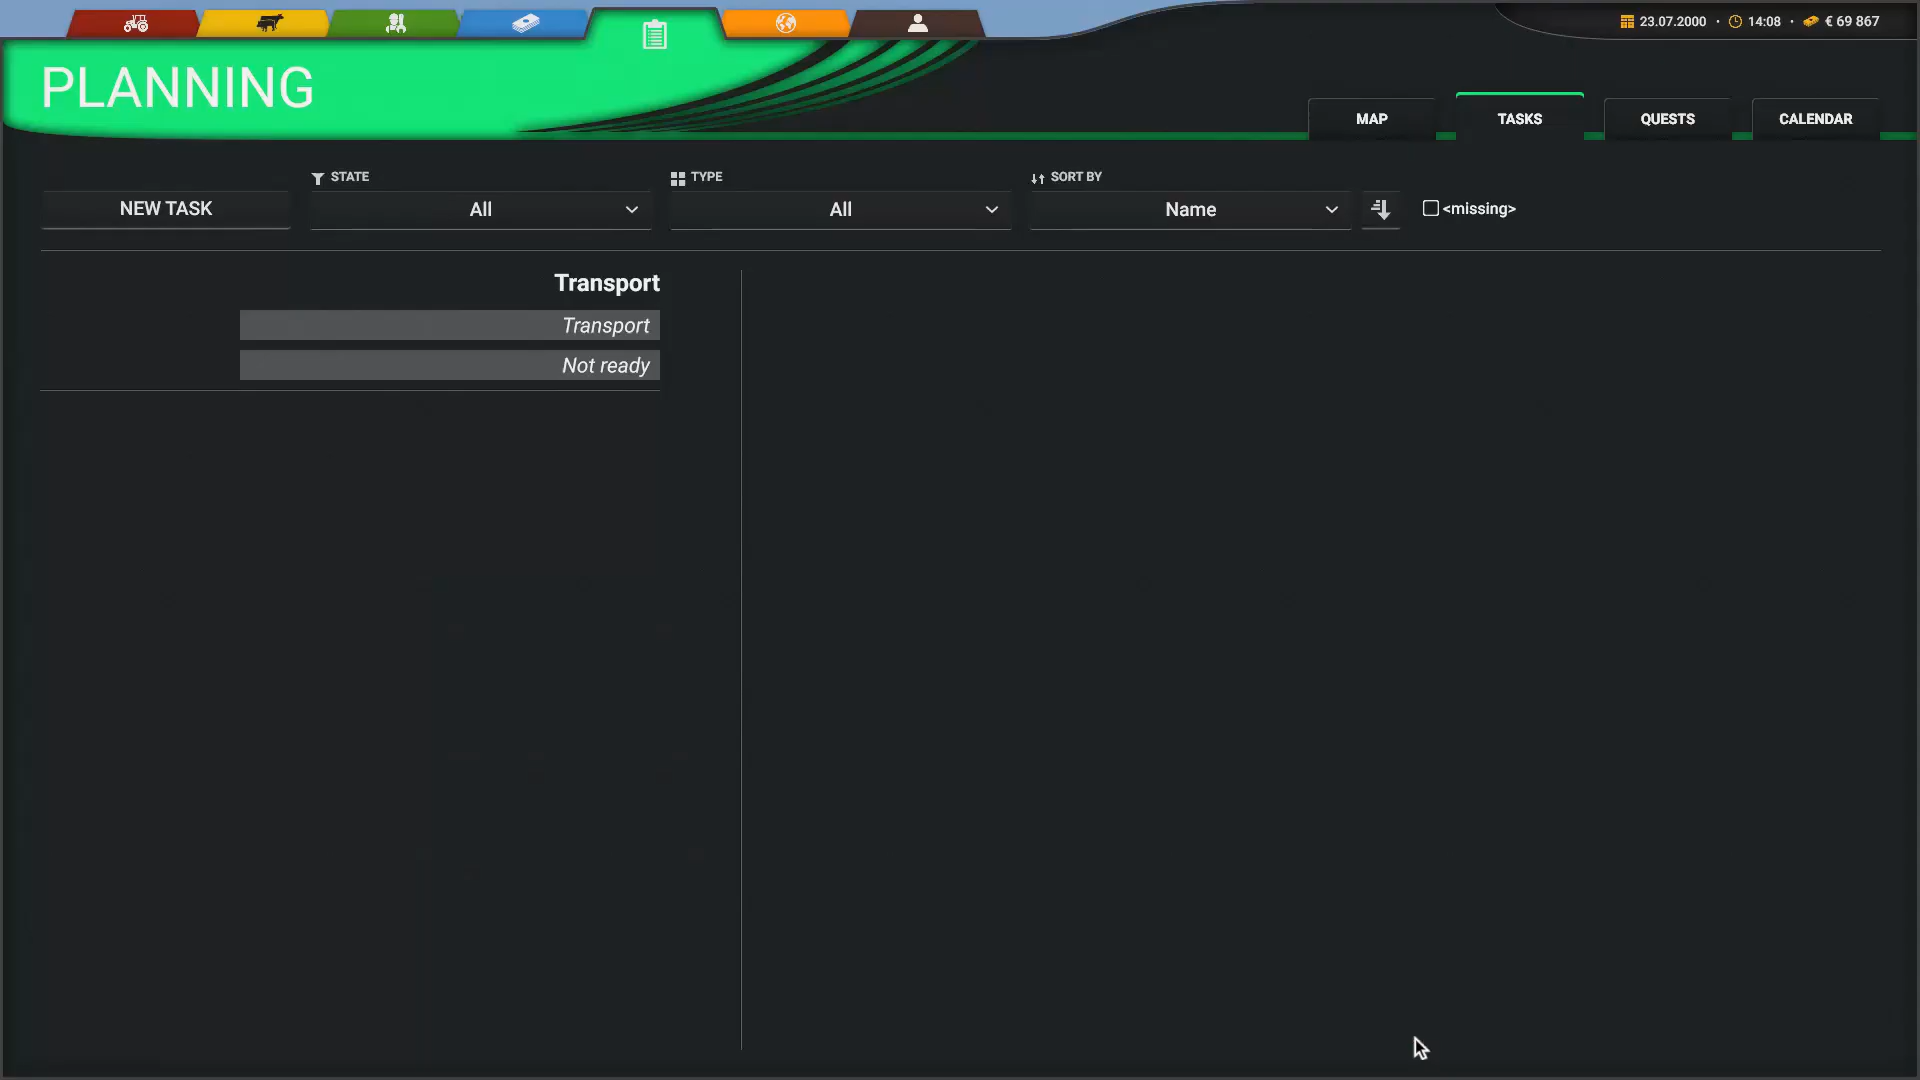 23.07.2000 · 14:08 · € 69 867
PLANNING
MAP
TASKS
QUESTS
CALENDAR
STATE
TYPE
SORT BY
NEW TASK
All
All
Name
<missing>
Transport
Transport
Not ready